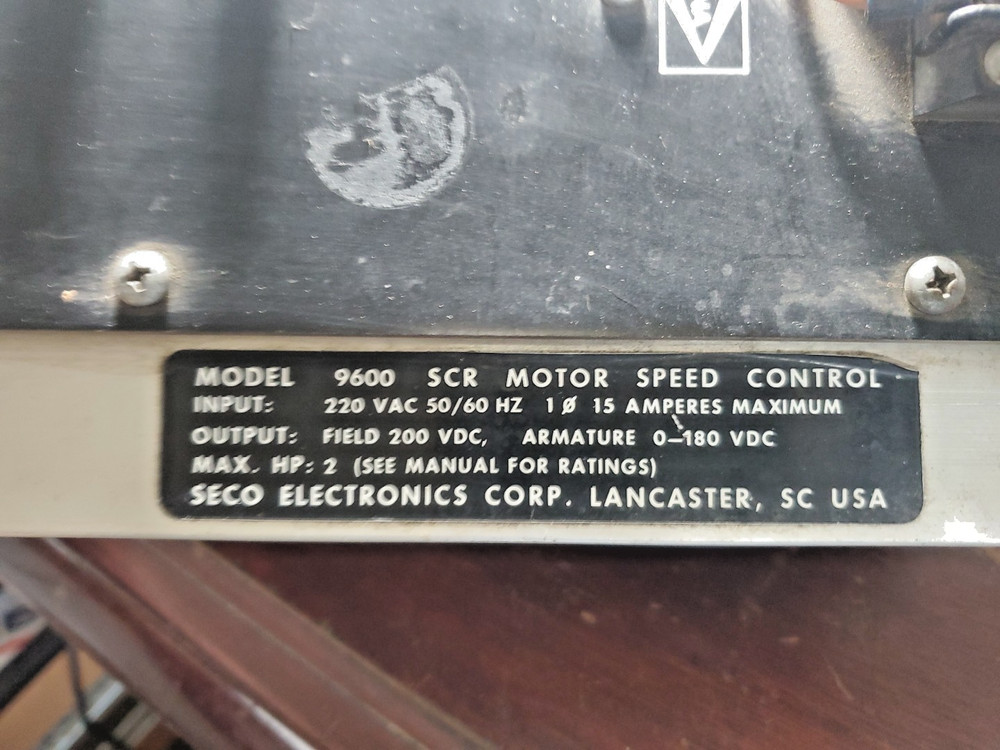 MODEL 9600 SCR MOTOR SPEED CONTROL
INPUT: 220 VAC 50/60 HZ 1 Ø 15 AMPERES MAXIMUM
OUTPUT: FIELD 200 VDC, ARMATURE 0-180 VDC
MAX. HP: 2 (SEE MANUAL FOR RATINGS)
SECO ELECTRONICS CORP. LANCASTER, SC USA